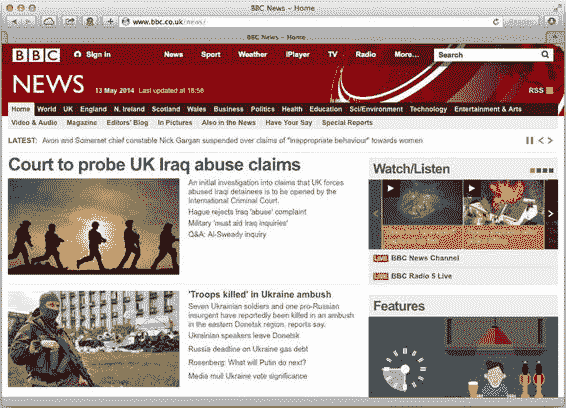 BBC News - Home
www.bbc.co.uk/news/
Reader
BBC News - Home
BBC Sign in News Sport Weather iPlayer TV Radio More... Search
NEWS 13 May 2014 Last updated at 18:56 RSS
Home World UK England N. Ireland Scotland Wales Business Politics Health Education Sci/Environment Technology Entertainment & Arts
Video & Audio Magazine Editors' Blog In Pictures Also in the News Have Your Say Special Reports
LATEST: Avon and Somerset chief constable Nick Gargan suspended over claims of "inappropriate behaviour" towards women
Court to probe UK Iraq abuse claims
An initial investigation into claims that UK forces
abused Iraqi detainees is to be opened by the
International Criminal Court.
Hague rejects Iraq 'abuse' complaint
Military 'must aid Iraq inquiries'
Q&A: Al-Sweady inquiry
'Troops killed' in Ukraine ambush
Seven Ukrainian soldiers and one pro-Russian
insurgent have reportedly been killed in an ambush
in the eastern Donetsk region, reports say.
Ukrainian speakers leave Donetsk
Russia deadline on Ukraine gas debt
Rosenberg: What will Putin do next?
Media mull Ukraine vote significance
Watch/Listen
LIVE BBC News Channel
LIVE BBC Radio 5 Live
Features